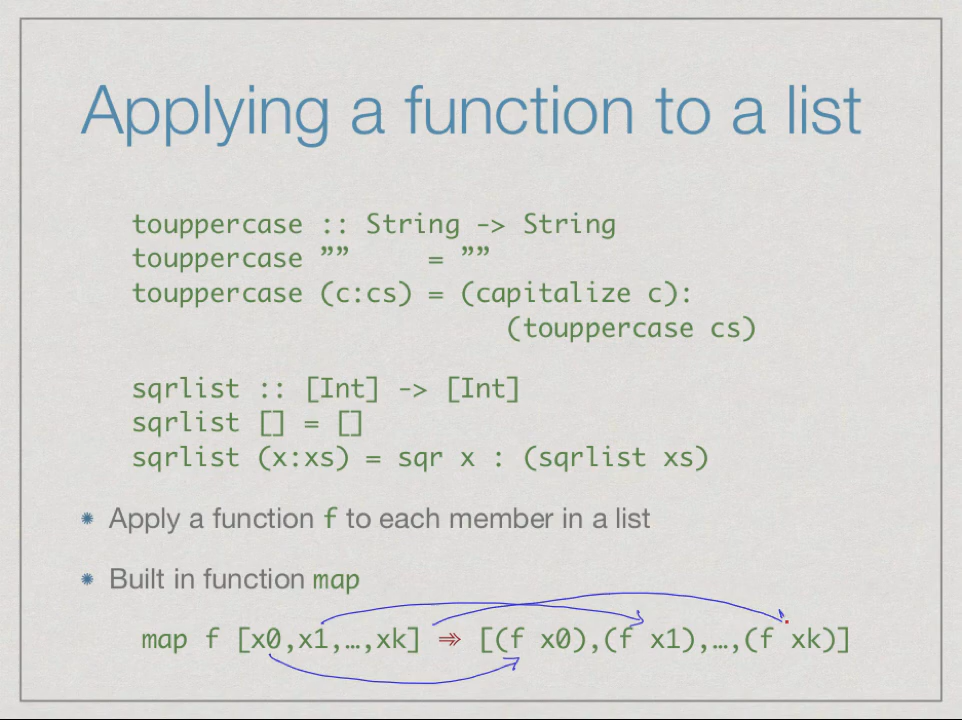 Applying a function to a list
touppercase :: String -> String
touppercase ”” = ””
touppercase (c:cs) = (capitalize c):
(touppercase cs)
sqrlist :: [Int] -> [Int]
sqrlist [] = []
sqrlist (x:xs) = sqr x : (sqrlist xs)
Apply a function f to each member in a list
Built in function map
map f [x0,x1,…,xk] ⇒ [(f x0),(f x1),…,(f xk)]